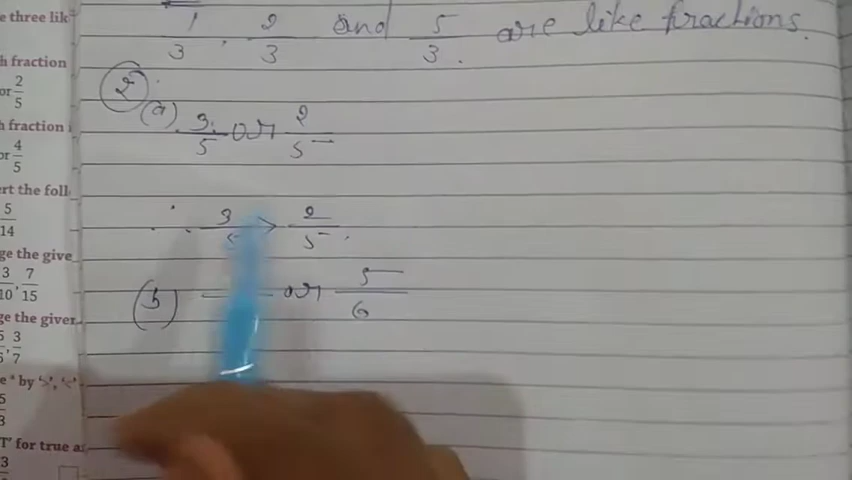 1/3, 2/3 and 5/3. are like fractions.
(2)
(a) 3/5 or 2/5
∴ 3/5 > 2/5.
(b) or 5/6
e three lik
h fraction
or 2/5
h fraction
or 4/5
ert the foll
5/14
ge the give
3/10, 7/15
ge the given
3/7
e * by '>', '<'
5/3
T' for true a
3